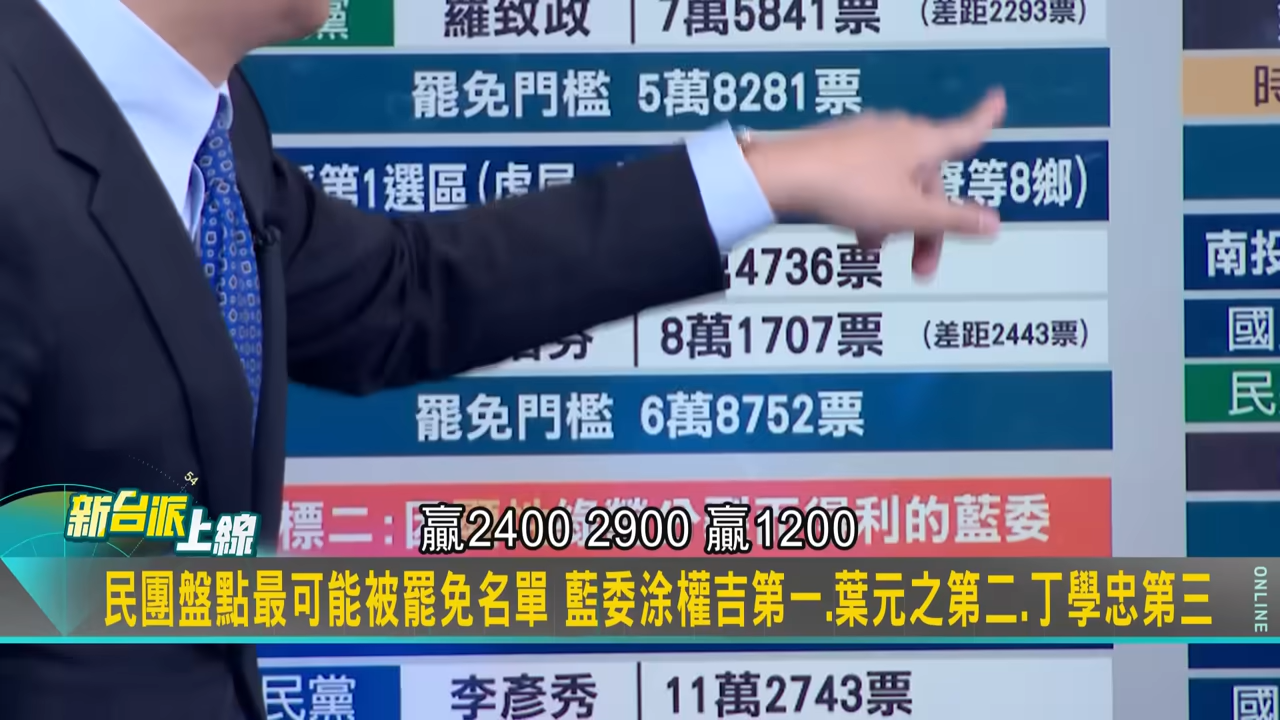 羅致政 7萬5841票 (差距2293票)
罷免門檻 5萬8281票
第1選區(虎尾 等8鄉)
4736票
8萬1707票 (差距2443票)
罷免門檻 6萬8752票
標二:因 利的藍委
贏2400 2900 贏1200
新台派上線
民團盤點最可能被罷免名單 藍委涂權吉第一.葉元之第二.丁學忠第三
ONLINE
民黨 李彥秀 11萬2743票
南投
國
民
國
54